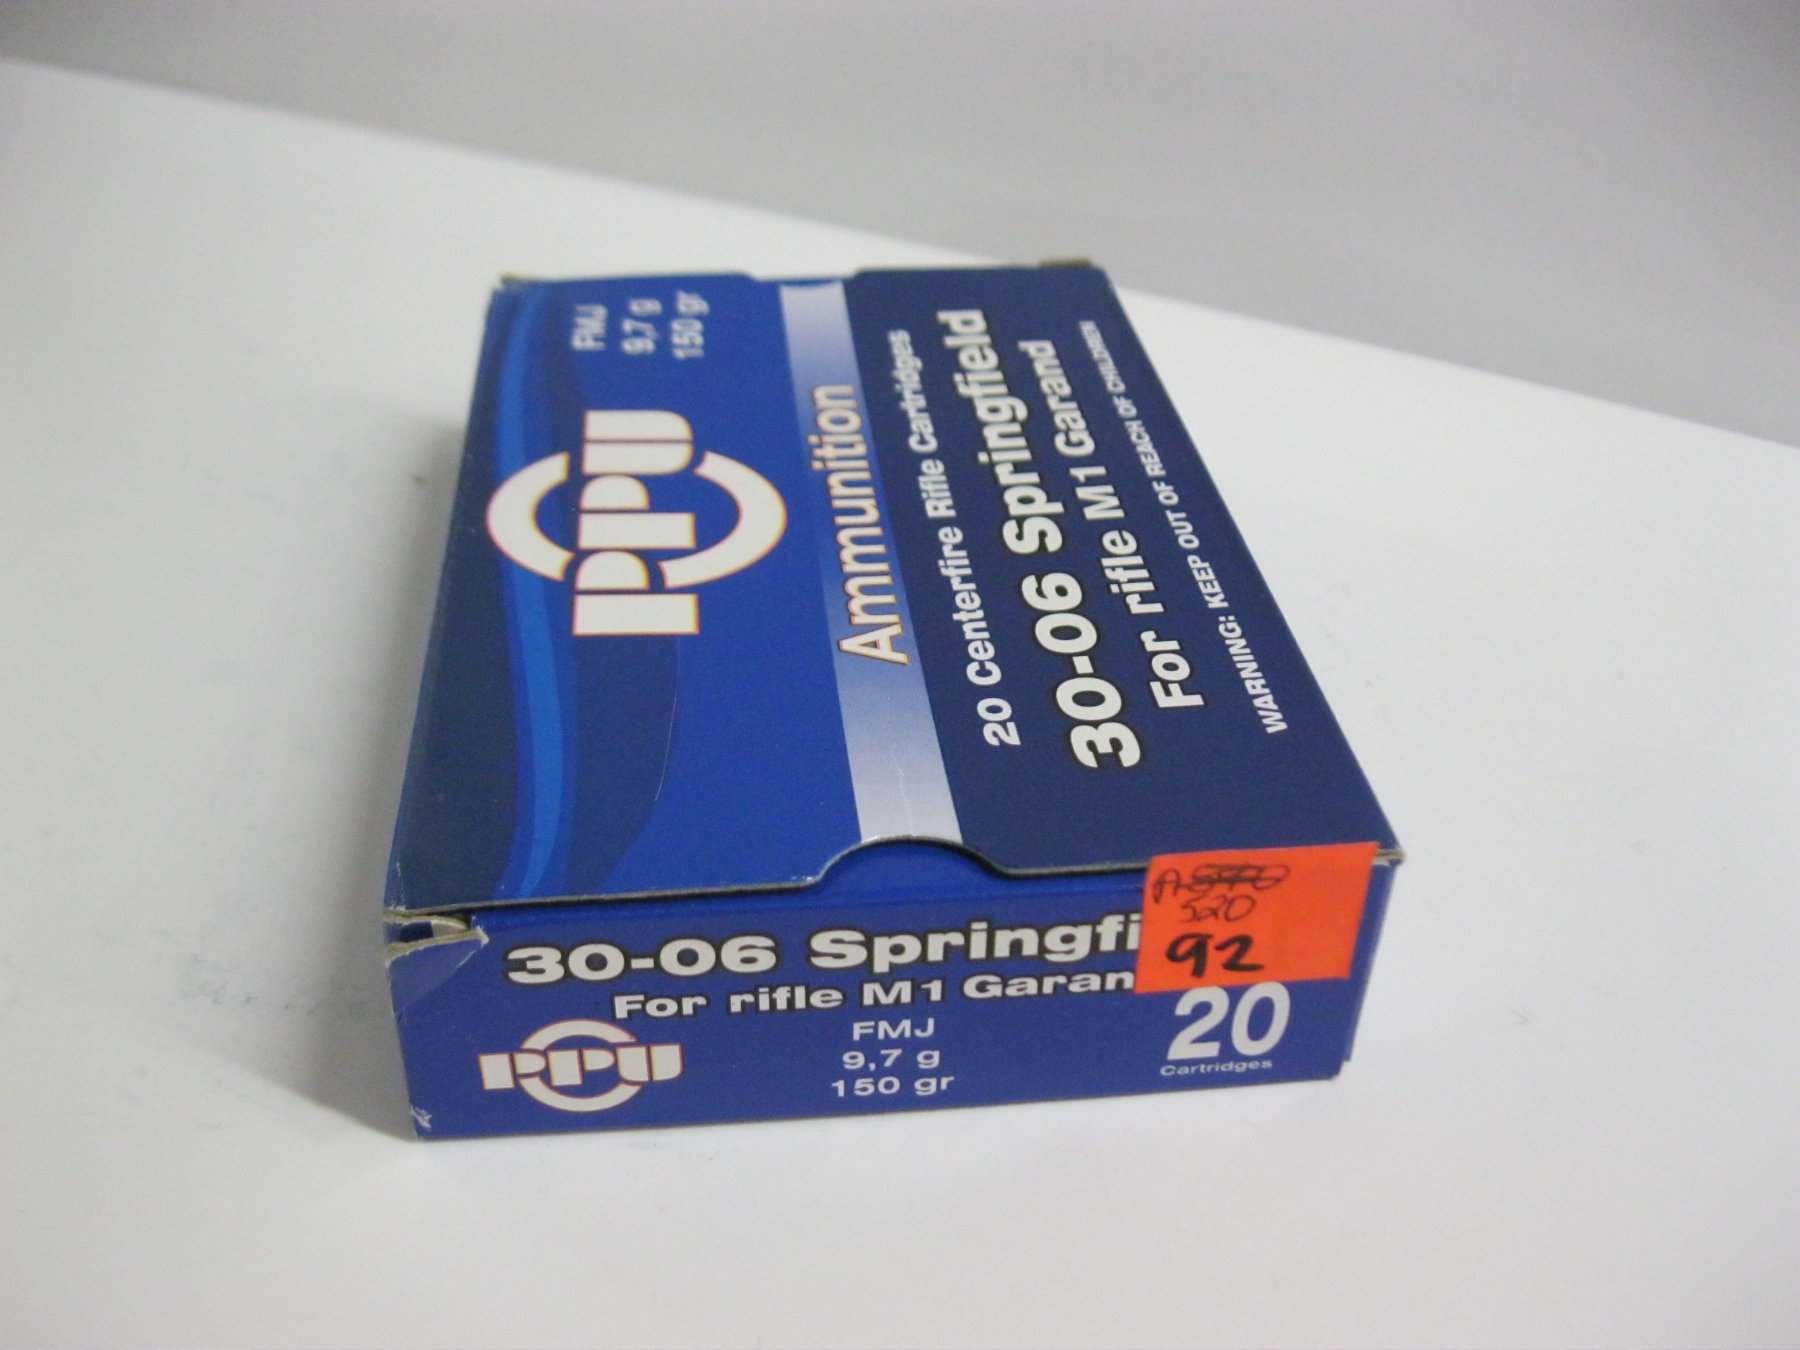 FMJ
9,7 g
150 gr
PPU
Ammunition
20 Centerfire Rifle Cartridges
30-06 Springfield
For rifle M1 Garand
WARNING: KEEP OUT OF REACH OF CHILDREN
520
92
30-06 Springfi
For rifle M1 Garan
PPU
FMJ
9,7 g
150 gr
20
Cartridges